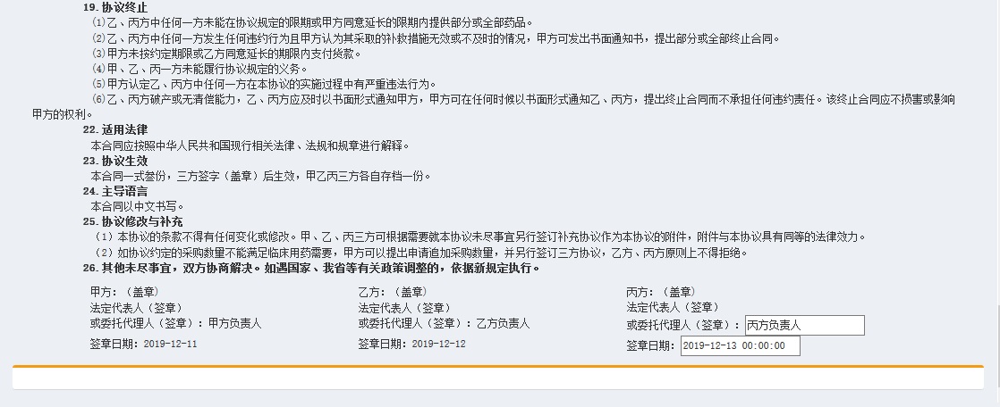 19.协议终止
(1)乙、丙方中任何一方未能在协议规定的限期或甲方同意延长的限期内提供部分或全部药品。
(2)乙、丙方中任何一方发生任何违约行为且甲方认为其采取的补救措施无效或不及时的情况，甲方可发出书面通知书，提出部分或全部终止合同。
(3)甲方未按约定期限或乙方同意延长的期限内支付货款。
(4)甲、乙、丙一方未能履行协议规定的义务。
(5)甲方认定乙、丙方中任何一方在本协议的实施过程中有严重违法行为。
(6)乙、丙方破产或无清偿能力，乙、丙方应及时以书面形式通知甲方，甲方可在任何时候以书面形式通知乙、丙方，提出终止合同而不承担任何违约责任。该终止合同应不损害或影响
甲方的权利。
22.适用法律
本合同应按照中华人民共和国现行相关法律、法规和规章进行解释。
23.协议生效
本合同一式叁份，三方签字（盖章）后生效，甲乙丙三方各自存档一份。
24.主导语言
本合同以中文书写。
25.协议修改与补充
（1）本协议的条款不得有任何变化或修改。甲、乙、丙三方可根据需要就本协议未尽事宜另行签订补充协议作为本协议的附件，附件与本协议具有同等的法律效力。
（2）如协议约定的采购数量不能满足临床用药需要，甲方可以提出申请追加采购数量，并另行签订三方协议，乙方、丙方原则上不得拒绝。
26.其他未尽事宜，双方协商解决。如遇国家、我省等有关政策调整的，依据新规定执行。
甲方：（盖章） 乙方：（盖章） 丙方：（盖章）
法定代表人（签章） 法定代表人（签章） 法定代表人（签章）
或委托代理人（签章）：甲方负责人 或委托代理人（签章）：乙方负责人 或委托代理人（签章）：丙方负责人
签章日期：2019-12-11 签章日期：2019-12-12 签章日期：2019-12-13 00:00:00